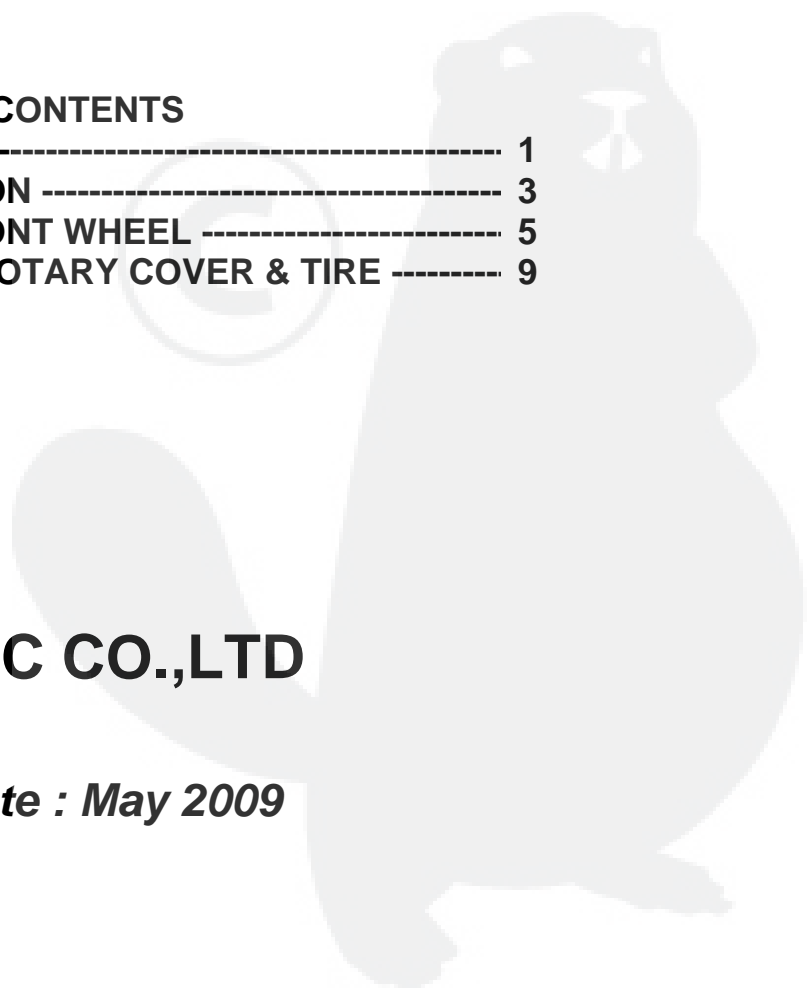 CONTENTS
------------------------------------------ 1
ON -------------------------------------- 3
ONT WHEEL ------------------------- 5
OTARY COVER & TIRE --------- 9
©
C CO.,LTD
te : May 2009